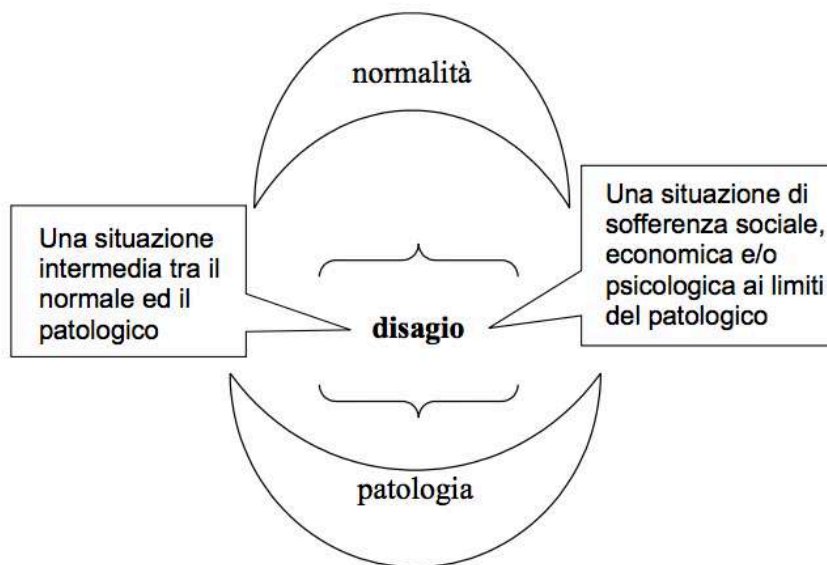 normalità
Una situazione
intermedia tra il
normale ed il
patologico
disagio
Una situazione di
sofferenza sociale,
economica e/o
psicologica ai limiti
del patologico
patologia